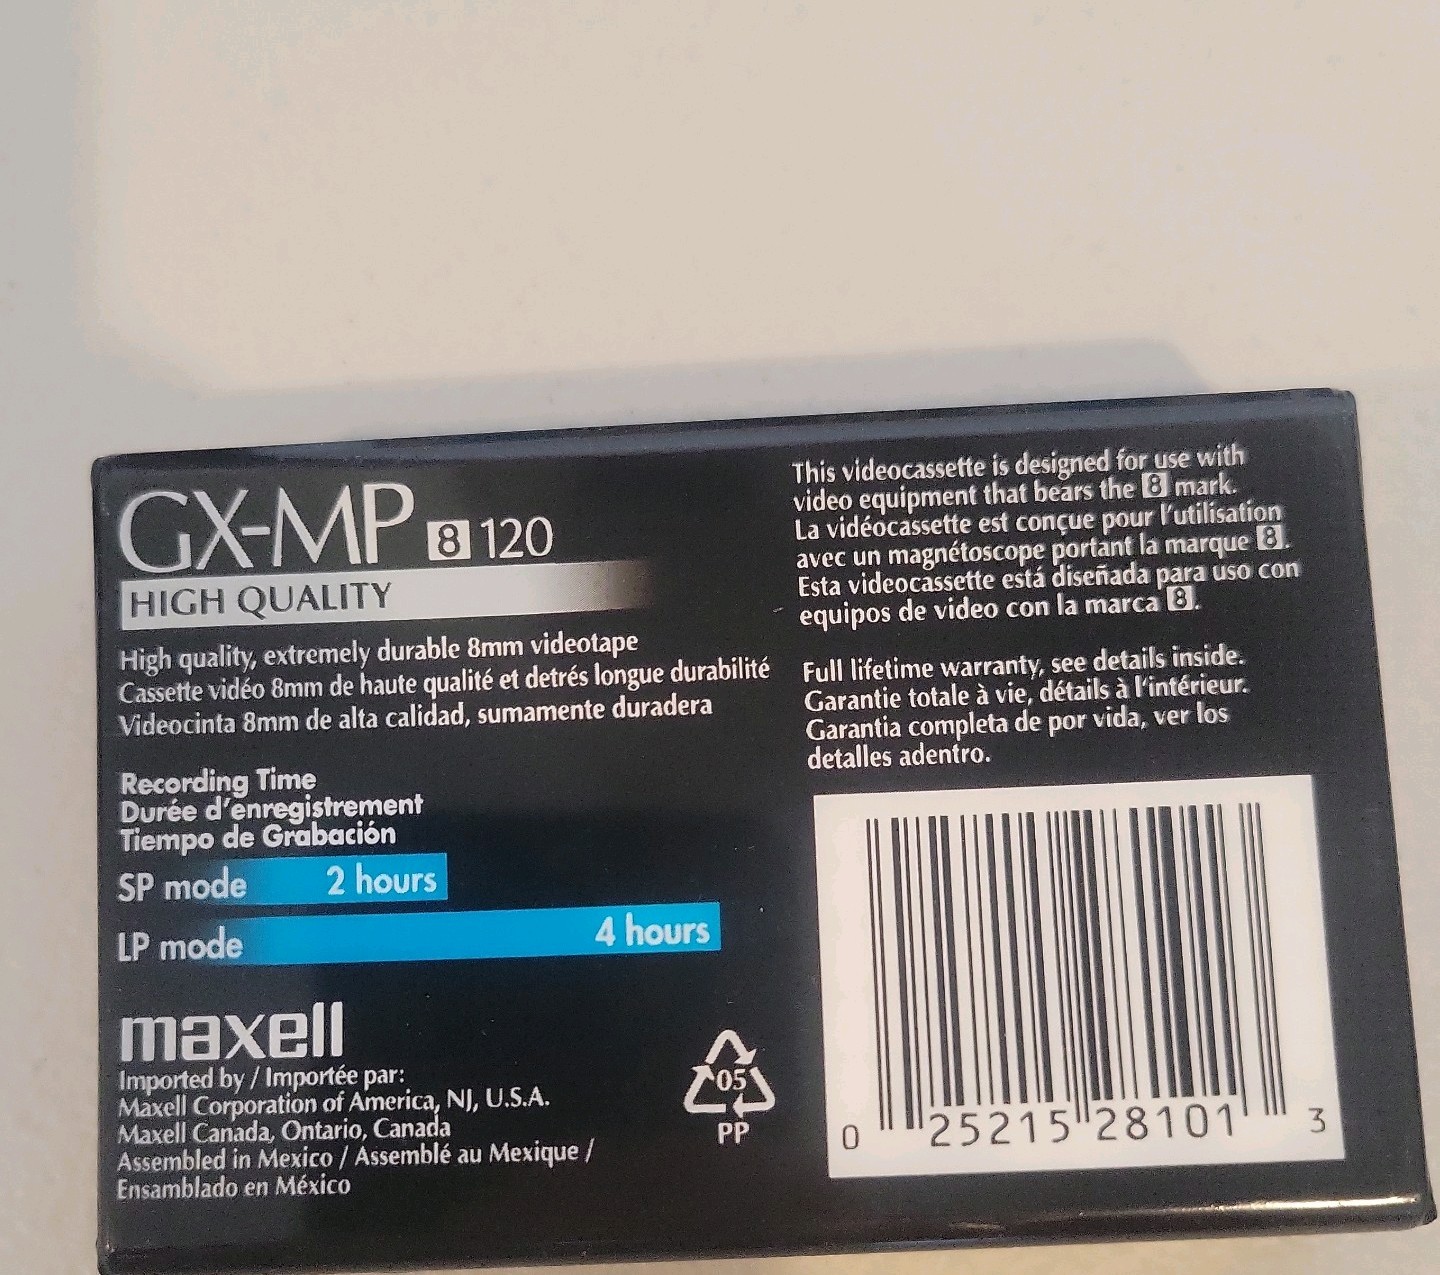 GX-MP 8 120
HIGH QUALITY
High quality, extremely durable 8mm videotape
Cassette vidéo 8mm de haute qualité et detrés longue durabilité
Videocinta 8mm de alta calidad, sumamente duradera
Recording Time
Durée d'enregistrement
Tiempo de Grabación
SP mode 2 hours
LP mode 4 hours
maxell
Imported by / Importée par:
Maxell Corporation of America, NJ, U.S.A.
Maxell Canada, Ontario, Canada
Assembled in Mexico / Assemblé au Mexique /
Ensamblado en México
05
PP
This videocassette is designed for use with
video equipment that bears the 8 mark.
La vidéocassette est conçue pour l'utilisation
avec un magnétoscope portant la marque 8.
Esta videocassette está diseñada para uso con
equipos de video con la marca 8.
Full lifetime warranty, see details inside.
Garantie totale à vie, détails à l'intérieur.
Garantia completa de por vida, ver los
detalles adentro.
0 25215 28101 3